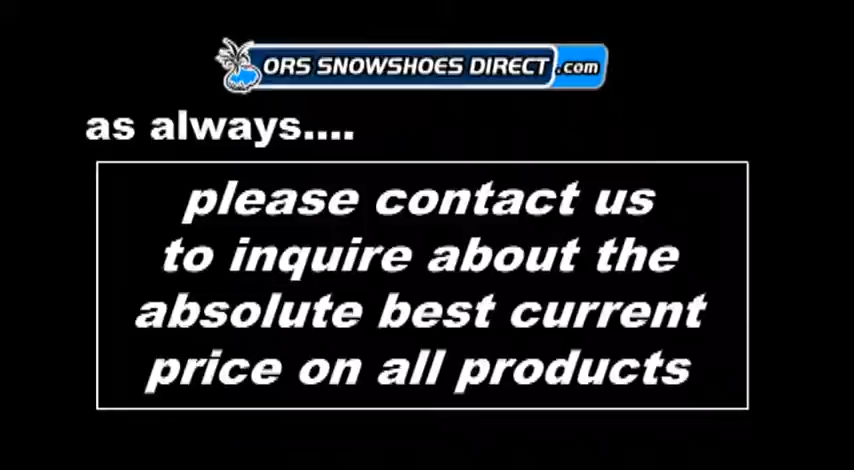 ORS SNOWSHOES DIRECT.com
as always....
please contact us
to inquire about the
absolute best current
price on all products